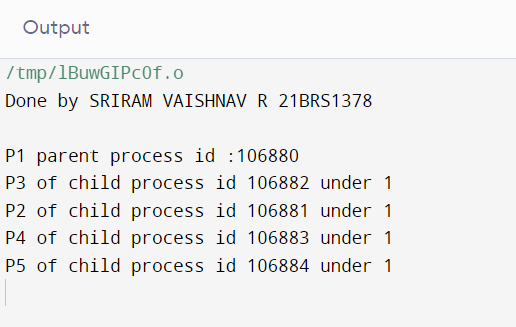 Output
/tmp/lBuwGIPcOf.o
Done by SRIRAM VAISHNAV R 21BRS1378
P1 parent process id :106880
P3 of child process id 106882 under 1
P2 of child process id 106881 under 1
P4 of child process id 106883 under 1
P5 of child process id 106884 under 1